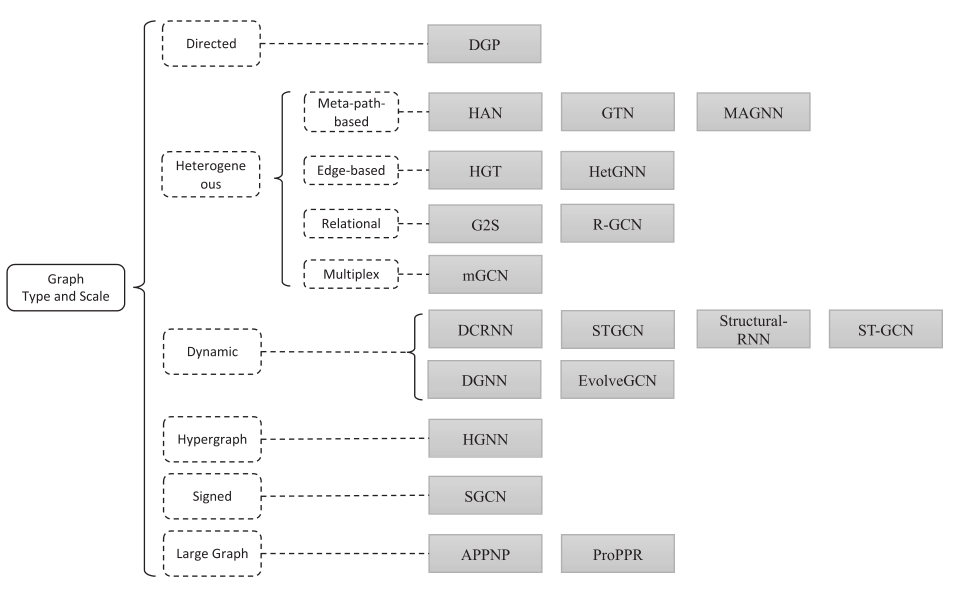 Directed
DGP
Meta-path-
based
HAN
GTN
MAGNN
Heterogene
ous
Edge-based
HGT
HetGNN
Relational
G2S
R-GCN
Multiplex
mGCN
Graph
Type and Scale
Dynamic
DCRNN
STGCN
Structural-
RNN
ST-GCN
DGNN
EvolveGCN
Hypergraph
HGNN
Signed
SGCN
Large Graph
APPNP
ProPPR